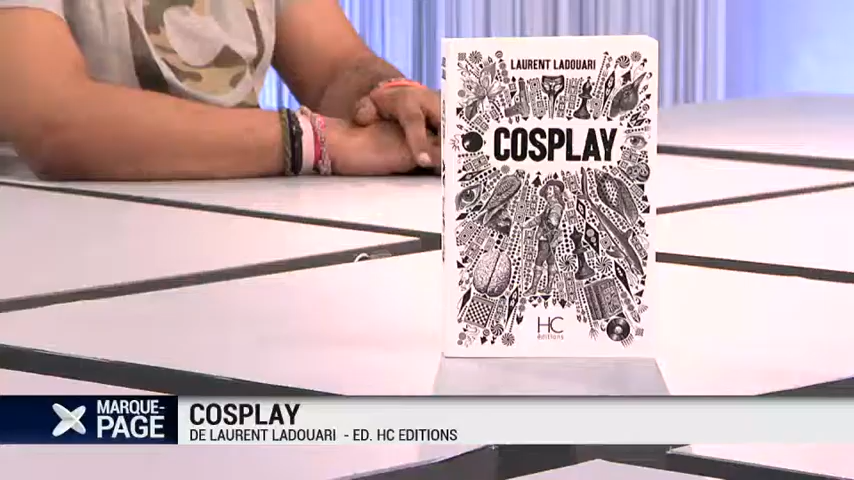 LAURENT LADOUARI
COSPLAY
HC
éditions
MARQUE-
PAGE
COSPLAY
DE LAURENT LADOUARI - ED. HC EDITIONS